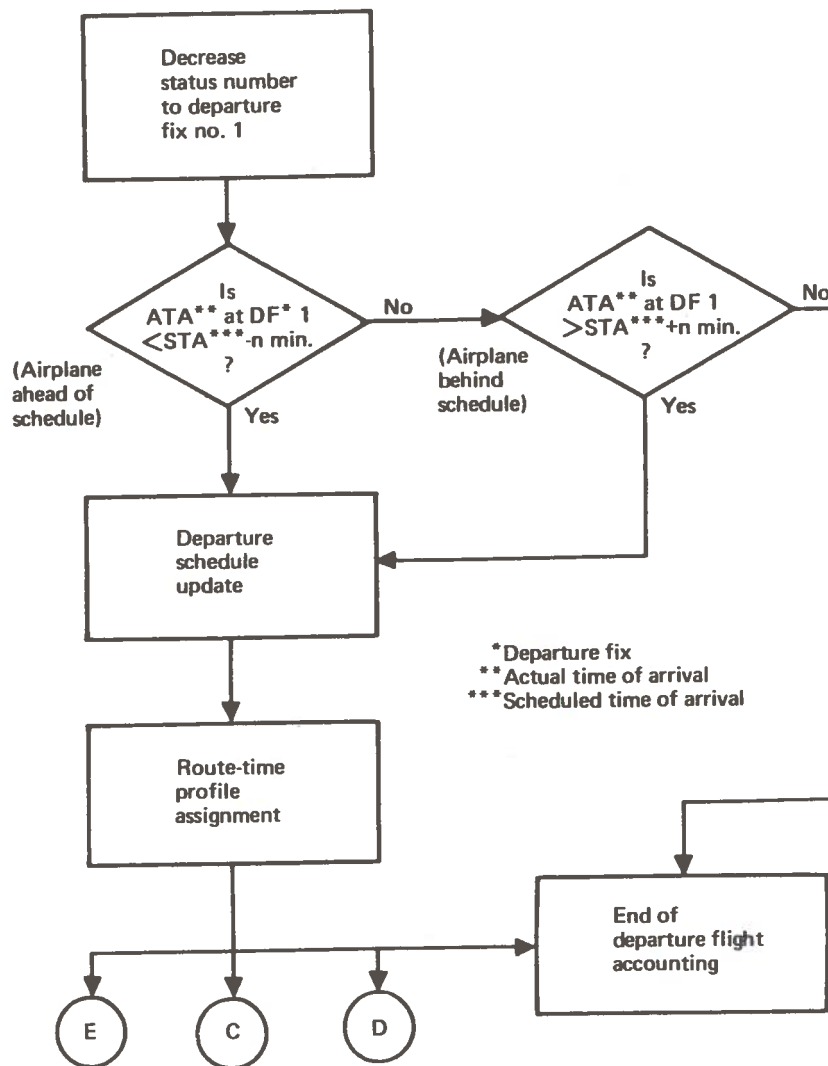 Decrease
status number
to departure
fix no. 1
Is
ATA** at DF* 1
<STA***-n min.
?
No
(Airplane
ahead of
schedule)
Yes
Is
ATA** at DF 1
>STA***+n min.
?
No
(Airplane
behind
schedule)
Yes
Departure
schedule
update
*Departure fix
**Actual time of arrival
***Scheduled time of arrival
Route-time
profile
assignment
End of
departure flight
accounting
E
C
D